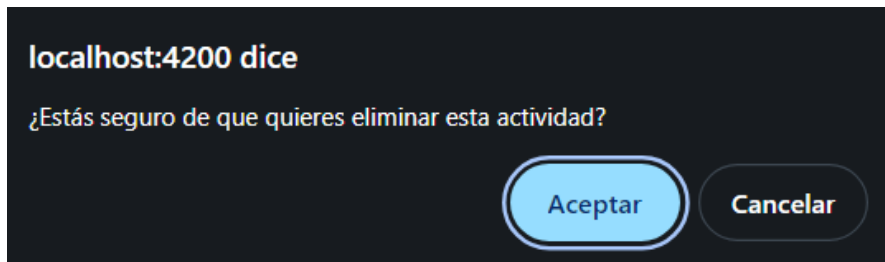 localhost:4200 dice
¿Estás seguro de que quieres eliminar esta actividad?
Aceptar Cancelar